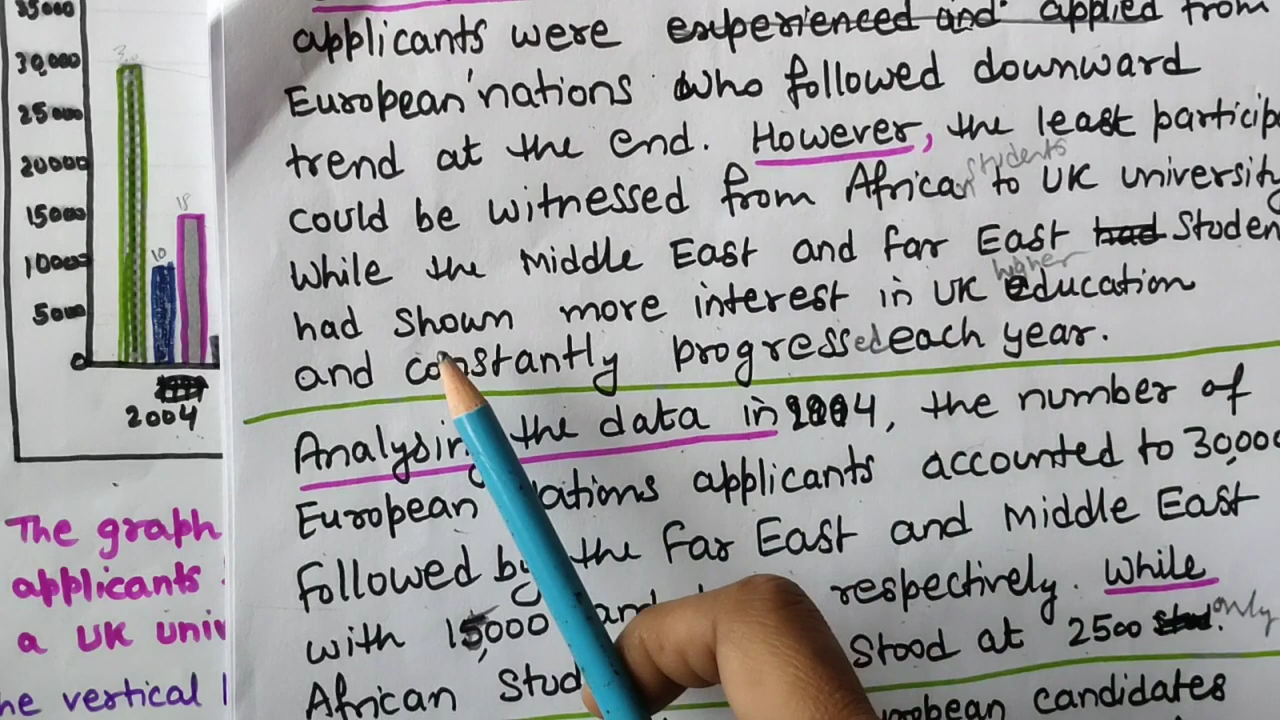 35000
30,000
25000
20000
15000
10000
5000
0
30
10
15
2004
The graph
applicants
a UK univ
he vertical
applicants were experienced and applied from
European nations who followed downward
trend at the end. However, the least particip
could be witnessed from African students to UK university
While the Middle East and Far East had Studen
had shown more interest in UK higher education
and constantly progressed each year.
Analysing the data in 2004, the number of
European nations applicants accounted to 30,000
followed by the Far East and Middle East
with 15,000 and respectively. While
African Stud Stood at 2500 only
ropean candidates